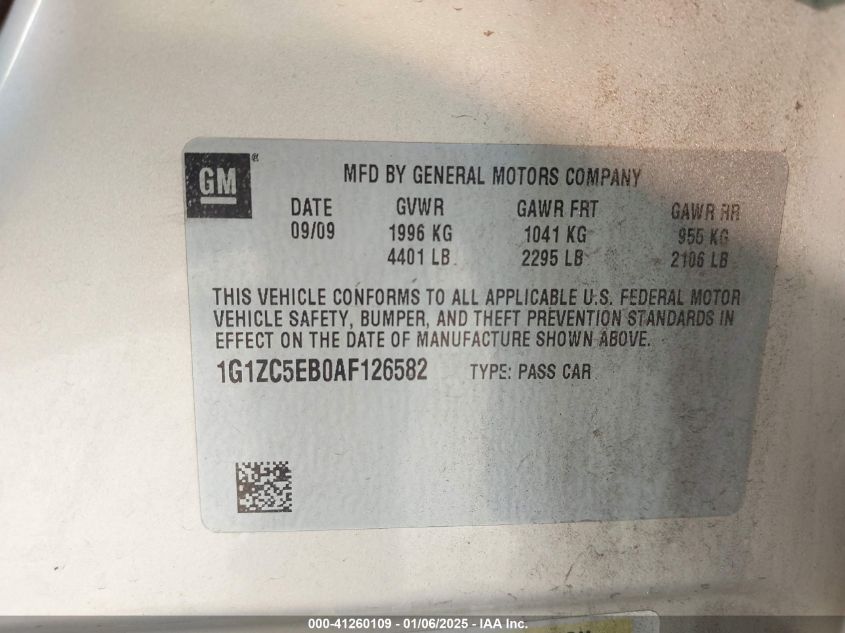 GM ®
MFD BY GENERAL MOTORS COMPANY
DATE GVWR GAWR FRT GAWR RR
09/09 1996 KG 1041 KG 955 KG
4401 LB 2295 LB 2106 LB
THIS VEHICLE CONFORMS TO ALL APPLICABLE U.S. FEDERAL MOTOR
VEHICLE SAFETY, BUMPER, AND THEFT PREVENTION STANDARDS IN
EFFECT ON THE DATE OF MANUFACTURE SHOWN ABOVE.
1G1ZC5EB0AF126582 TYPE: PASS CAR
000-41260109 - 01/06/2025 - IAA Inc.